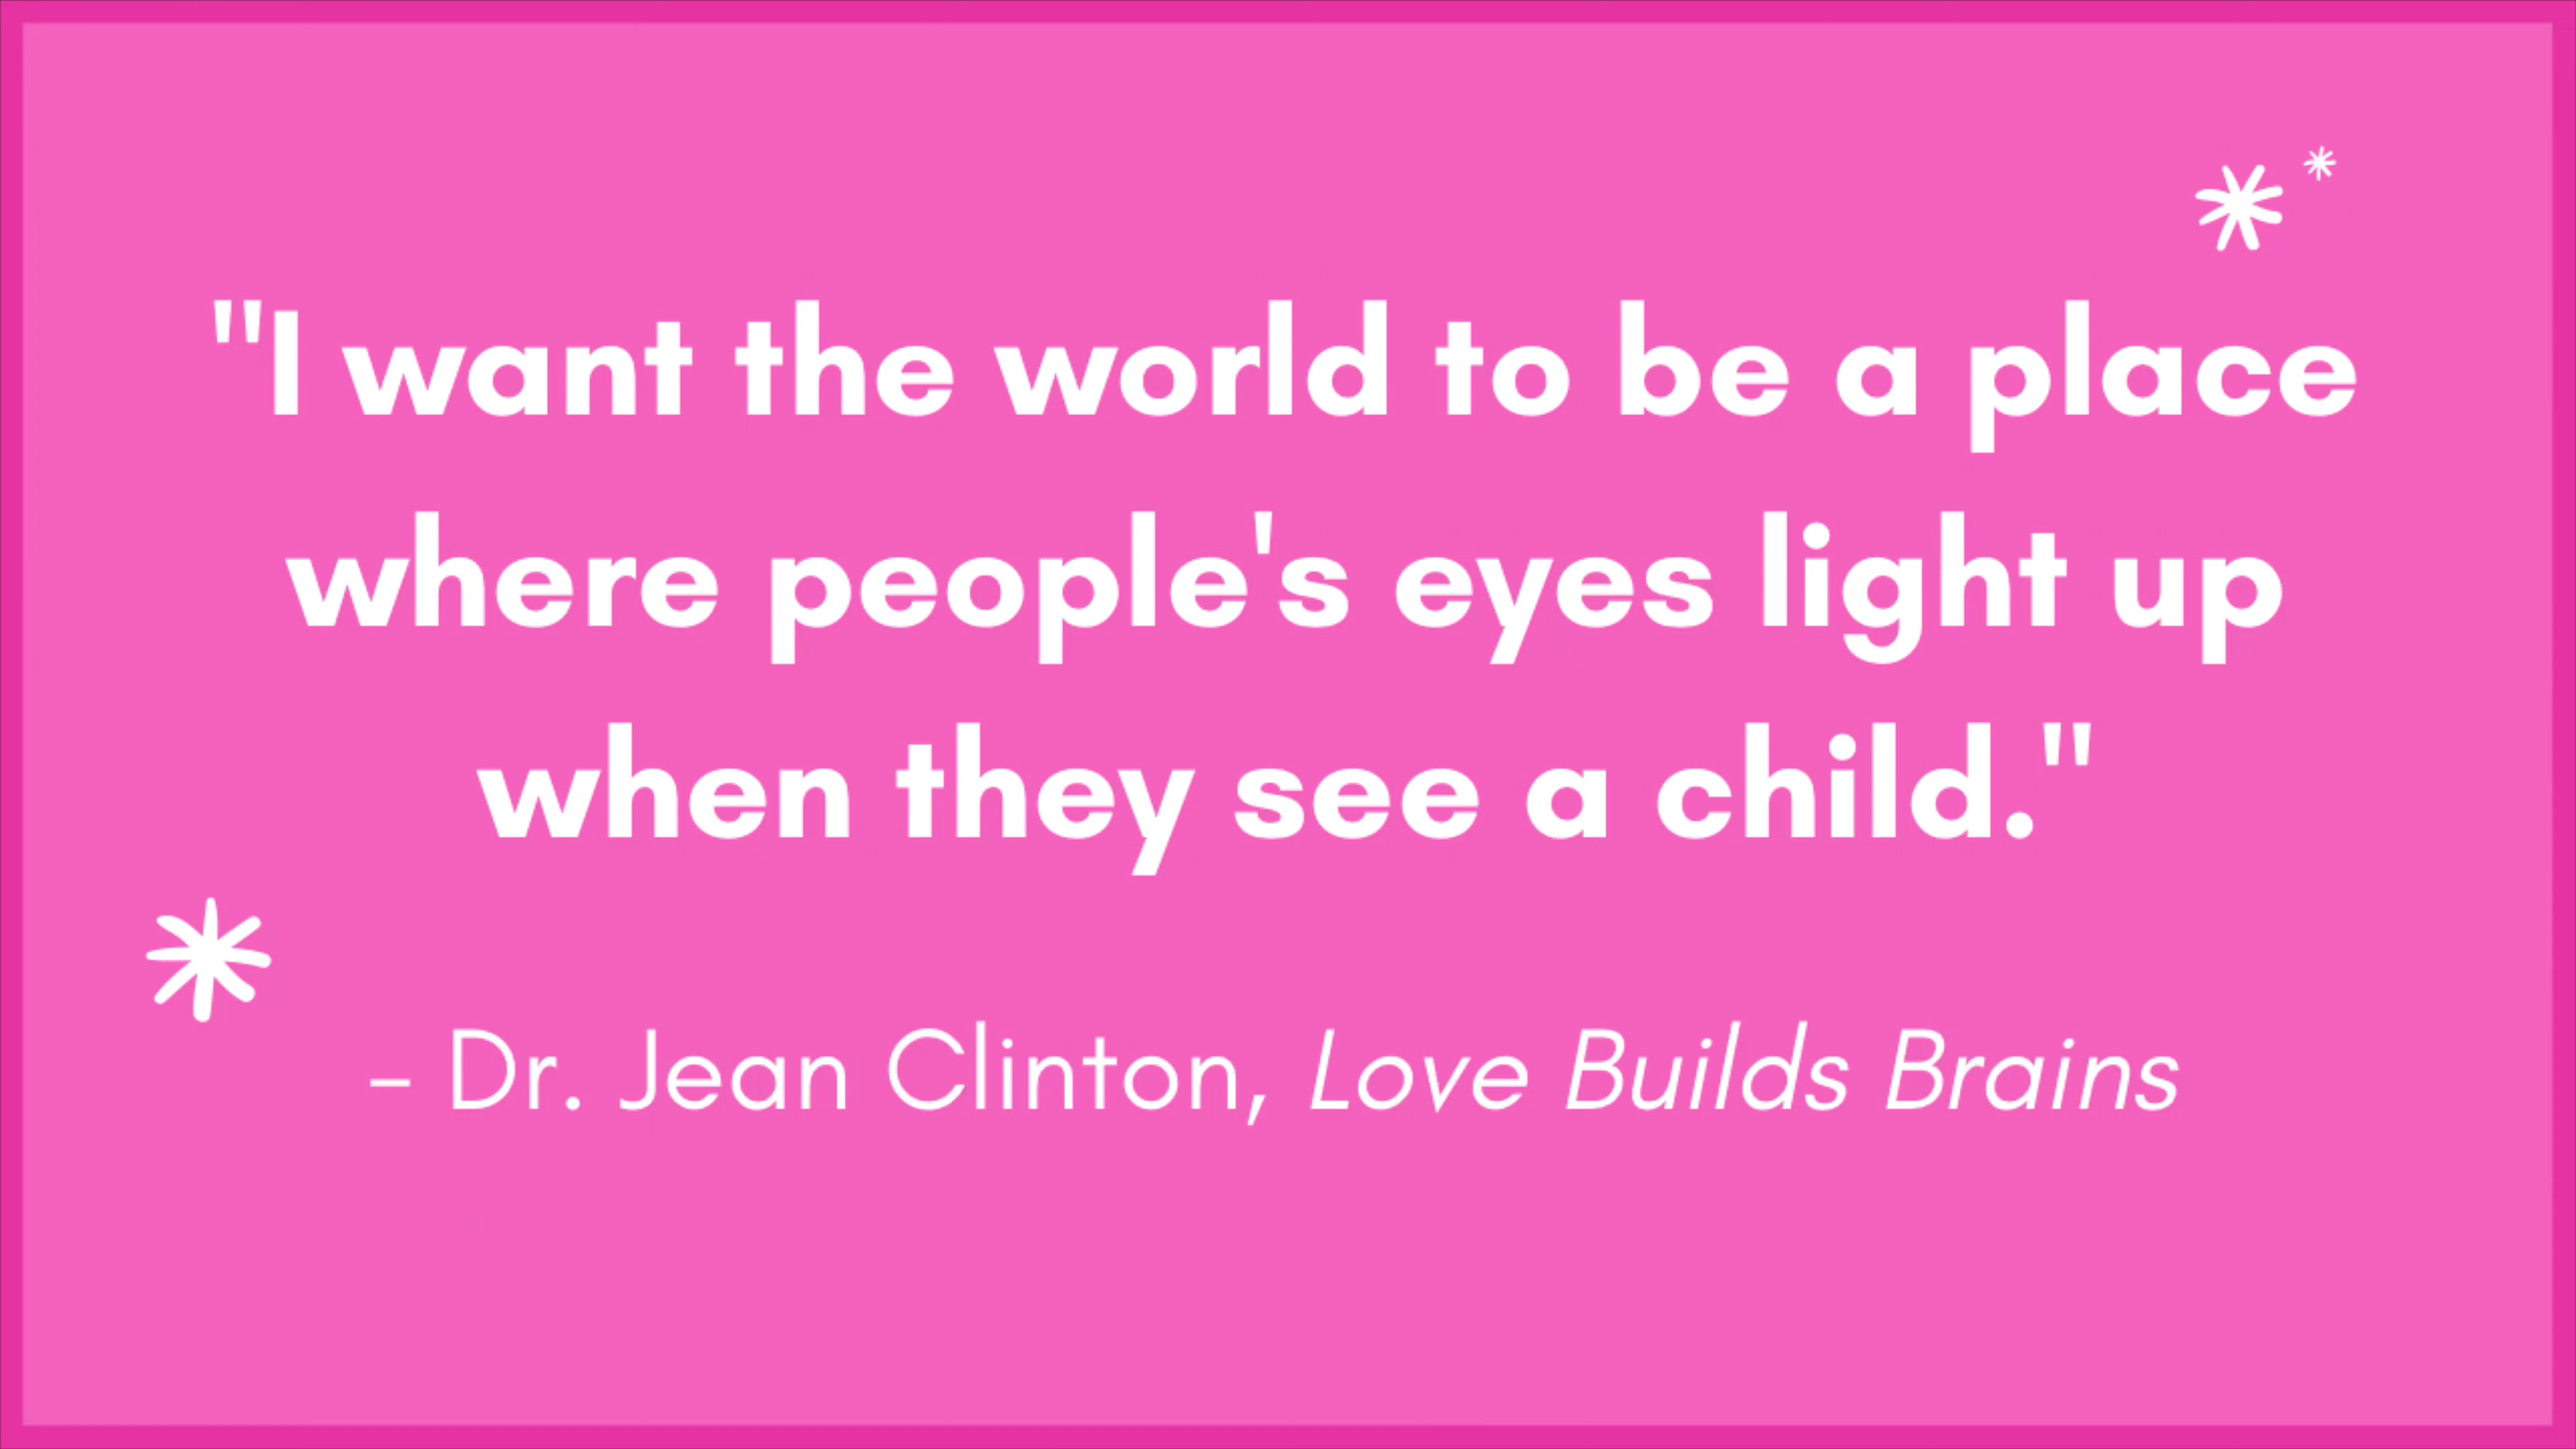 "I want the world to be a place
where people's eyes light up
when they see a child."
– Dr. Jean Clinton, Love Builds Brains